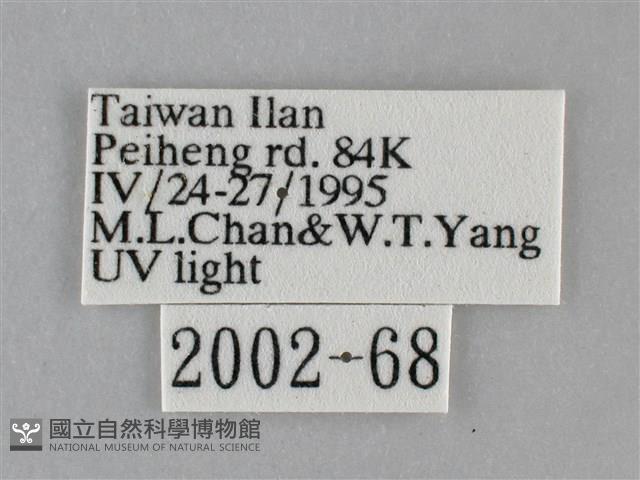 Taiwan Ilan
Peiheng rd. 84K
IV/24-27/1995
M.L.Chan&W.T.Yang
UV light
2002-68
國立自然科學博物館
NATIONAL MUSEUM OF NATURAL SCIENCE